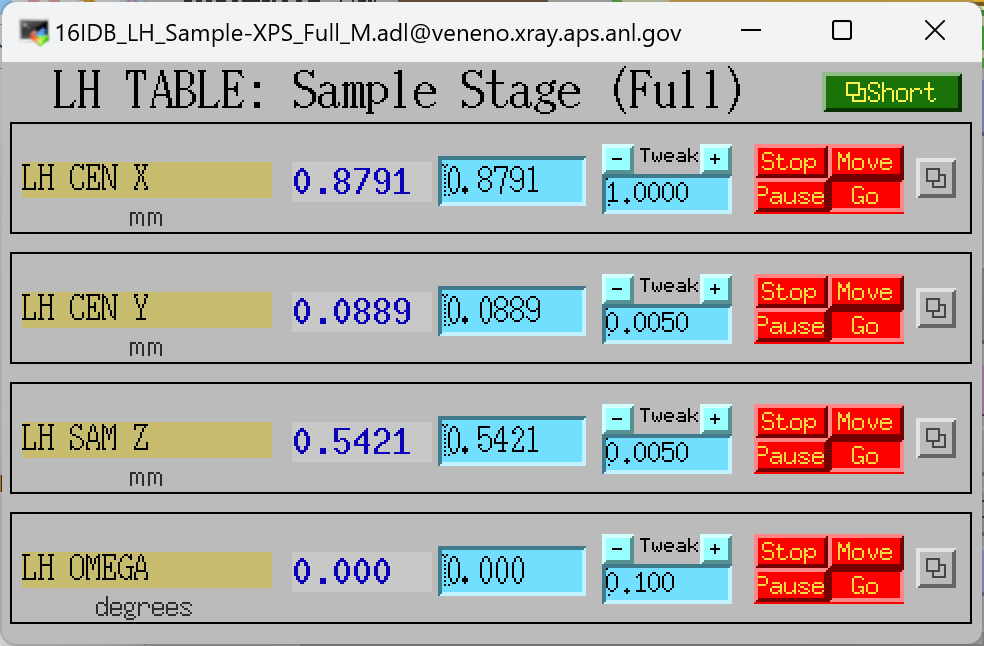 16IDB_LH_Sample-XPS_Full_M.adl@veneno.xray.aps.anl.gov
LH TABLE: Sample Stage (Full) Short
LH CEN X 0.8791 0.8791 - Tweak + Stop Move
mm 1.0000 Pause Go
LH CEN Y 0.0889 0.0889 - Tweak + Stop Move
mm 0.0050 Pause Go
LH SAM Z 0.5421 0.5421 - Tweak + Stop Move
mm 0.0050 Pause Go
LH OMEGA 0.000 0.000 - Tweak + Stop Move
degrees 0.100 Pause Go